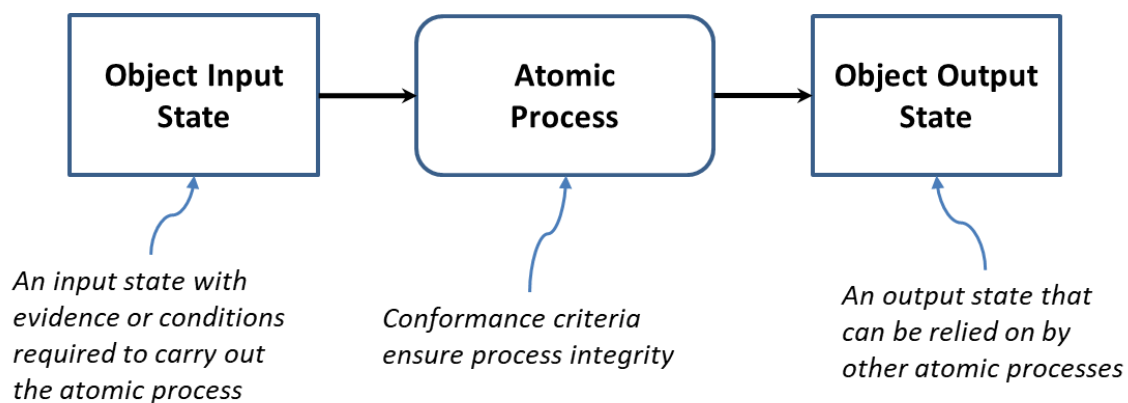 Object Input
State
Atomic
Process
Object Output
State
An input state with
evidence or conditions
required to carry out
the atomic process
Conformance criteria
ensure process integrity
An output state that
can be relied on by
other atomic processes